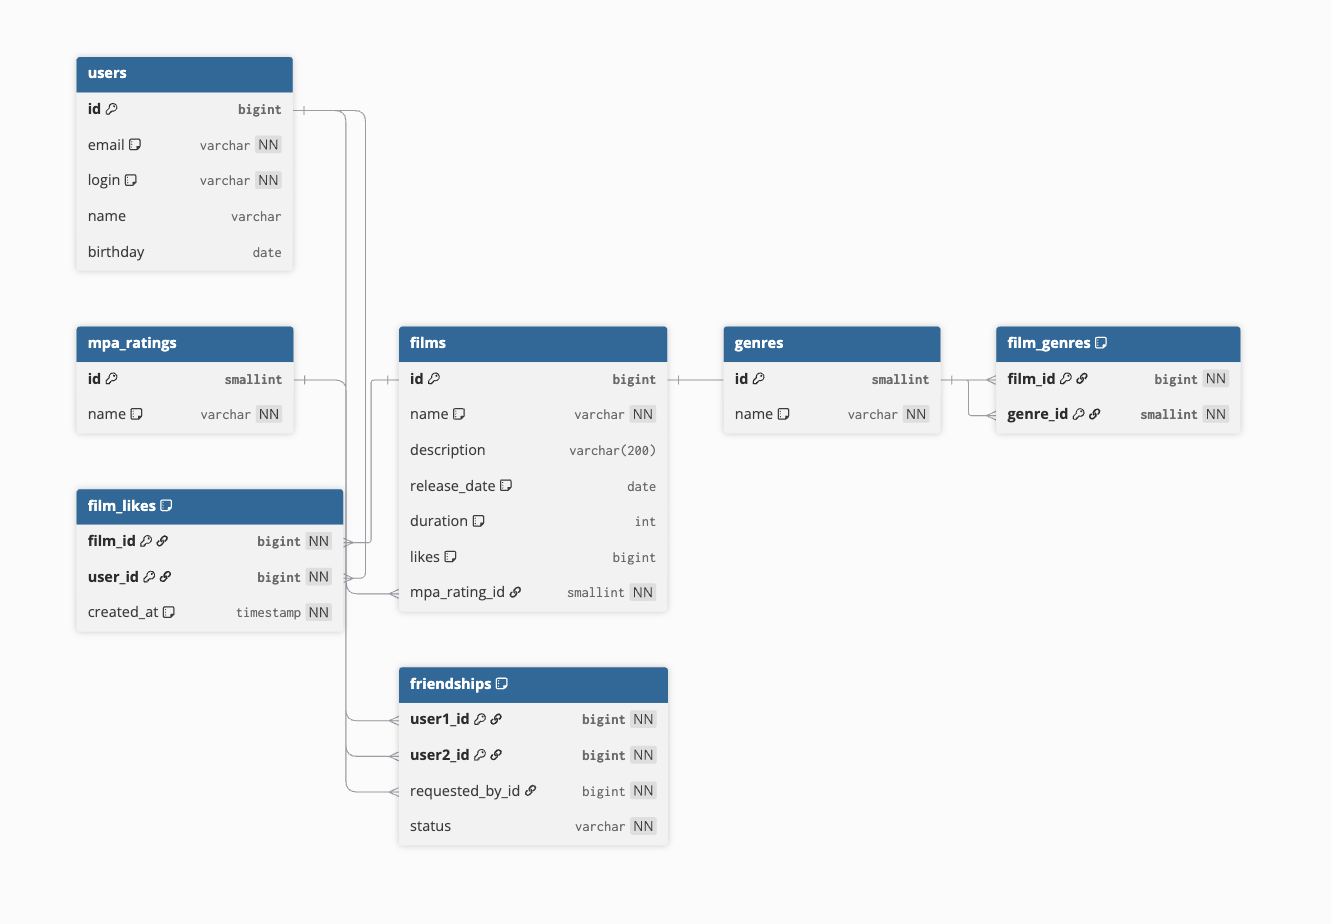 users
id bigint
email varchar NN
login varchar NN
name varchar
birthday date
mpa_ratings
id smallint
name varchar NN
film_likes
film_id bigint NN
user_id bigint NN
created_at timestamp NN
films
id bigint
name varchar NN
description varchar(200)
release_date date
duration int
likes bigint
mpa_rating_id smallint NN
friendships
user1_id bigint NN
user2_id bigint NN
requested_by_id bigint NN
status varchar NN
genres
id smallint
name varchar NN
film_genres
film_id bigint NN
genre_id smallint NN